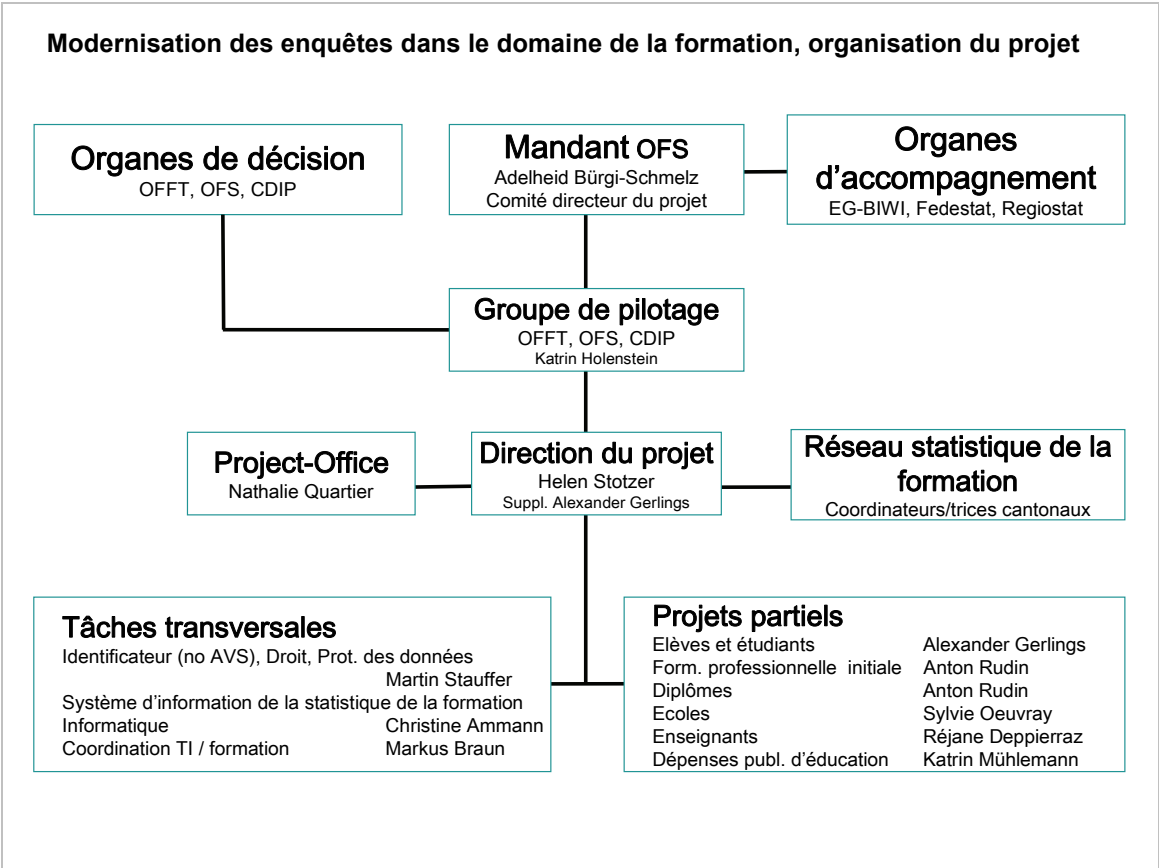 Modernisation des enquêtes dans le domaine de la formation, organisation du projet
Organes de décision
OFFT, OFS, CDIP
Mandant OFS
Adelheid Bürgi-Schmelz
Comité directeur du projet
Organes
d'accompagnement
EG-BIWI, Fedestat, Regiostat
Groupe de pilotage
OFFT, OFS, CDIP
Katrin Holenstein
Project-Office
Nathalie Quartier
Direction du projet
Helen Stotzer
Suppl. Alexander Gerlings
Réseau statistique de la
formation
Coordinateurs/trices cantonaux
Tâches transversales
Identificateur (no AVS), Droit, Prot. des données
Martin Stauffer
Système d'information de la statistique de la formation
Informatique Christine Ammann
Coordination TI / formation Markus Braun
Projets partiels
Elèves et étudiants Alexander Gerlings
Form. professionnelle initiale Anton Rudin
Diplômes Anton Rudin
Ecoles Sylvie Oeuvray
Enseignants Réjane Deppierraz
Dépenses publ. d'éducation Katrin Mühlemann